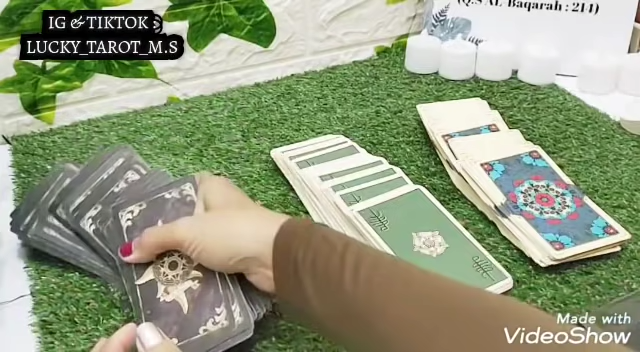 (Q.S AL-Baqarah : 214)
IG & TIKTOK :
LUCKY_TAROT_M.S
Made with
VideoShow